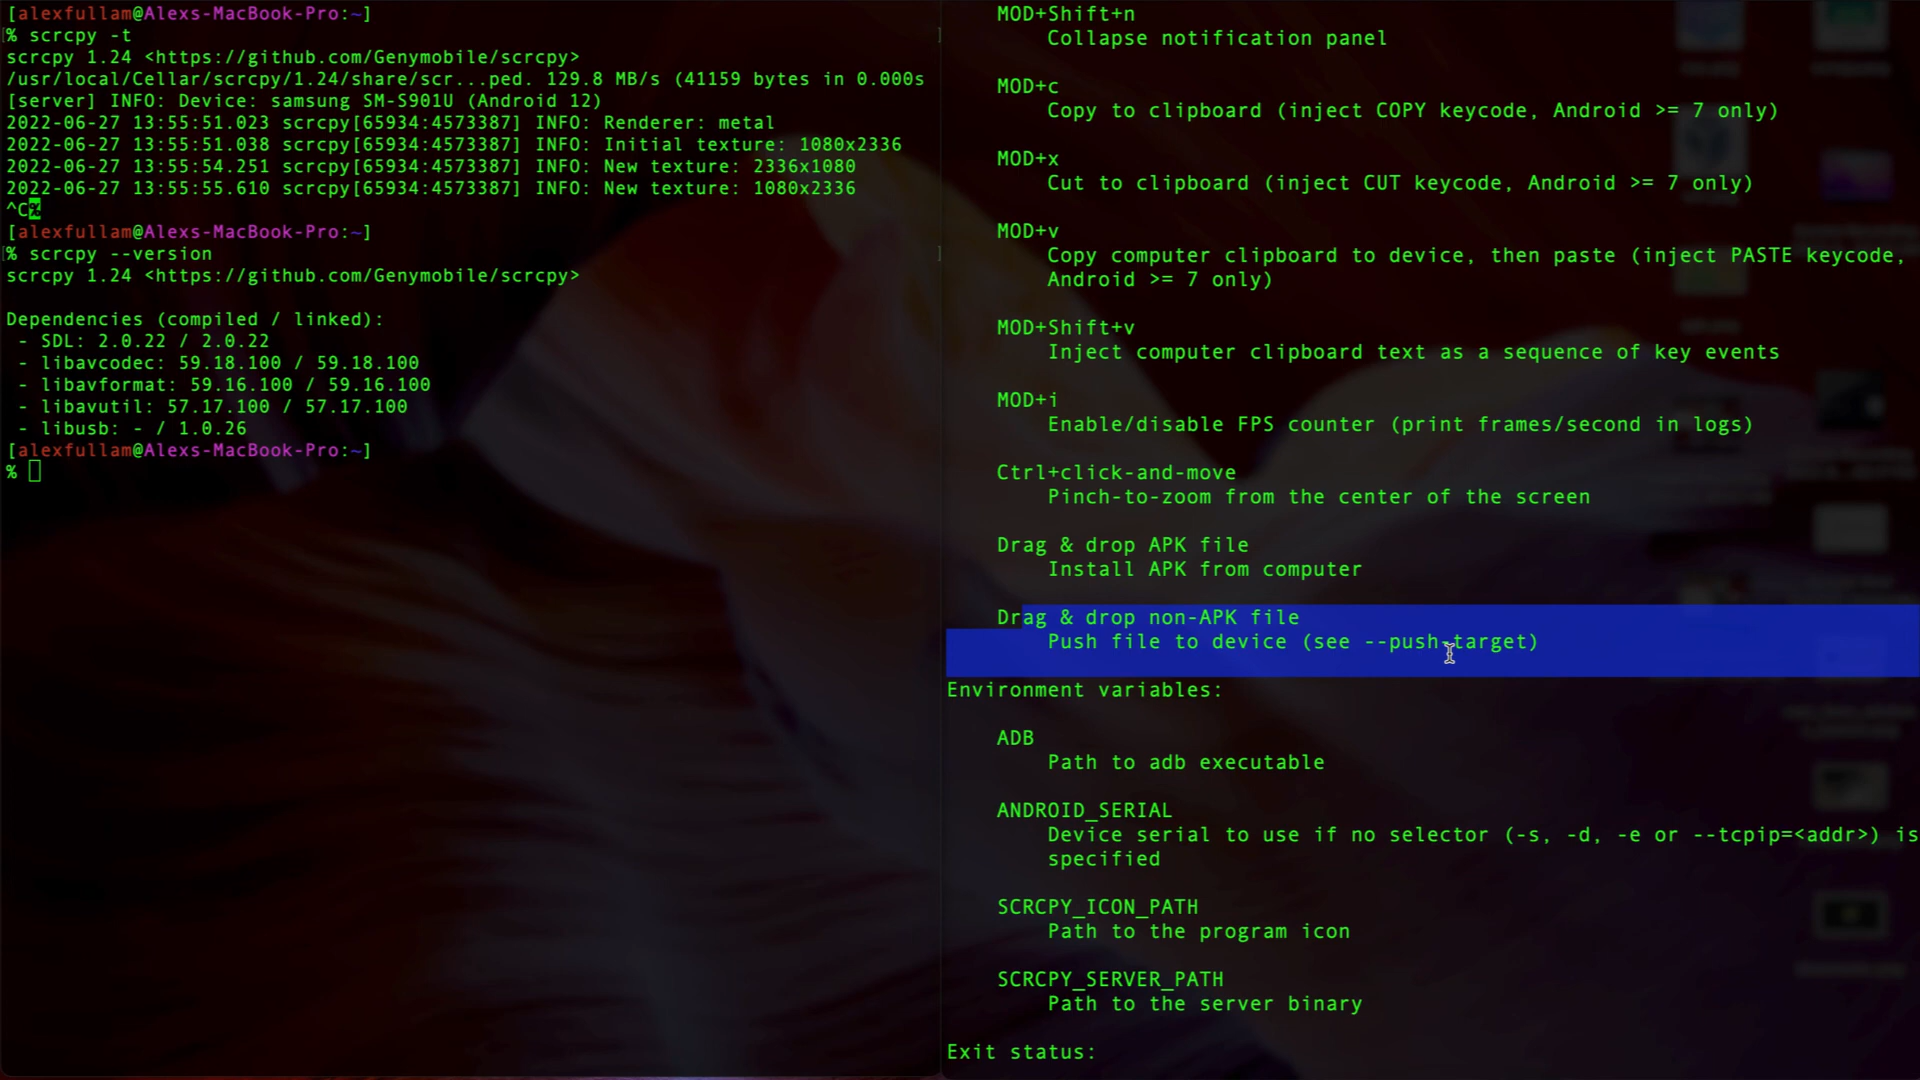 [alexfullam@Alexs-MacBook-Pro:~]
% scrcpy -t
scrcpy 1.24 <https://github.com/Genymobile/scrcpy>
/usr/local/Cellar/scrcpy/1.24/share/scr...ped. 129.8 MB/s (41159 bytes in 0.000s
[server] INFO: Device: samsung SM-S901U (Android 12)
2022-06-27 13:55:51.023 scrcpy[65934:4573387] INFO: Renderer: metal
2022-06-27 13:55:51.038 scrcpy[65934:4573387] INFO: Initial texture: 1080x2336
2022-06-27 13:55:54.251 scrcpy[65934:4573387] INFO: New texture: 2336x1080
2022-06-27 13:55:55.610 scrcpy[65934:4573387] INFO: New texture: 1080x2336
^C%
[alexfullam@Alexs-MacBook-Pro:~]
% scrcpy --version
scrcpy 1.24 <https://github.com/Genymobile/scrcpy>
Dependencies (compiled / linked):
- SDL: 2.0.22 / 2.0.22
- libavcodec: 59.18.100 / 59.18.100
- libavformat: 59.16.100 / 59.16.100
- libavutil: 57.17.100 / 57.17.100
- libusb: - / 1.0.26
[alexfullam@Alexs-MacBook-Pro:~]
%
MOD+Shift+n
Collapse notification panel
MOD+c
Copy to clipboard (inject COPY keycode, Android >= 7 only)
MOD+x
Cut to clipboard (inject CUT keycode, Android >= 7 only)
MOD+v
Copy computer clipboard to device, then paste (inject PASTE keycode,
Android >= 7 only)
MOD+Shift+v
Inject computer clipboard text as a sequence of key events
MOD+i
Enable/disable FPS counter (print frames/second in logs)
Ctrl+click-and-move
Pinch-to-zoom from the center of the screen
Drag & drop APK file
Install APK from computer
Drag & drop non-APK file
Push file to device (see --push-target)
Environment variables:
ADB
Path to adb executable
ANDROID_SERIAL
Device serial to use if no selector (-s, -d, -e or --tcpip=<addr>) is
specified
SCRCPY_ICON_PATH
Path to the program icon
SCRCPY_SERVER_PATH
Path to the server binary
Exit status: